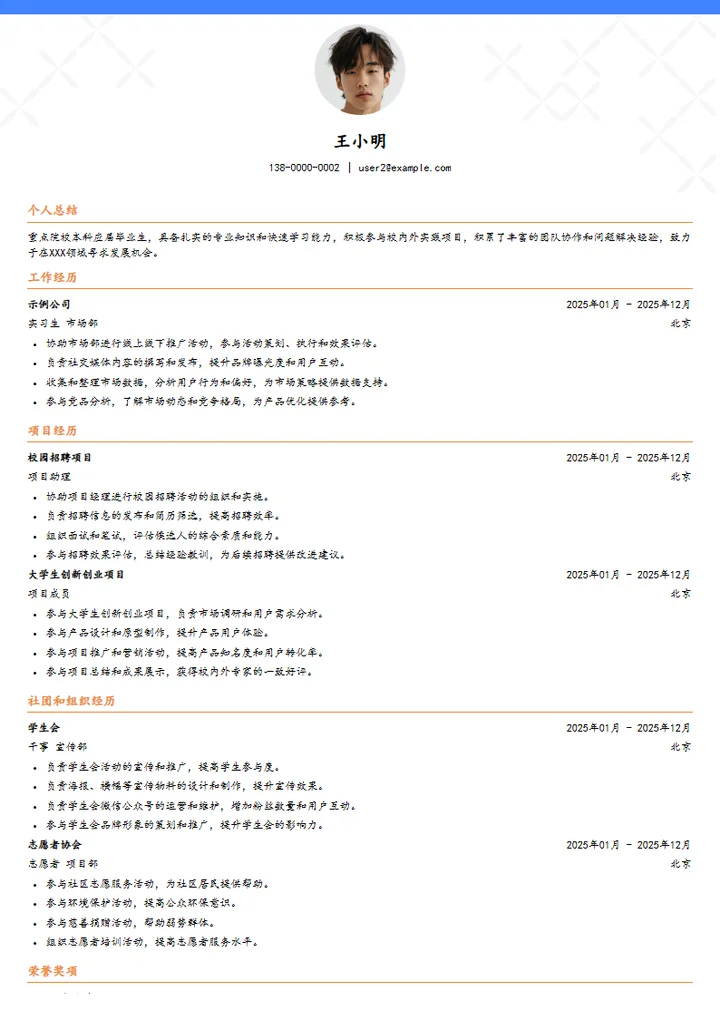 王小明
138-0000-0002 | user2@example.com
个人总结
重点院校本科应届毕业生，具备扎实的专业知识和快速学习能力，积极参与校内外实践项目，积累了丰富的团队协作和问题解决经验，致力
于在XXX领域寻求发展机会。
工作经历
示例公司 2025年01月 - 2025年12月
实习生 市场部 北京
• 协助市场部进行线上线下推广活动，参与活动策划、执行和效果评估。
• 负责社交媒体内容的撰写和发布，提升品牌曝光度和用户互动。
• 收集和整理市场数据，分析用户行为和偏好，为市场策略提供数据支持。
• 参与竞品分析，了解市场动态和竞争格局，为产品优化提供参考。
项目经历
校园招聘项目 2025年01月 - 2025年12月
项目助理 北京
• 协助项目经理进行校园招聘活动的组织和实施。
• 负责招聘信息的发布和简历筛选，提高招聘效率。
• 组织面试和笔试，评估候选人的综合素质和能力。
• 参与招聘效果评估，总结经验教训，为后续招聘提供改进建议。
大学生创新创业项目 2025年01月 - 2025年12月
项目成员 北京
• 参与大学生创新创业项目，负责市场调研和用户需求分析。
• 参与产品设计和原型制作，提升产品用户体验。
• 参与项目推广和营销活动，提高产品知名度和用户转化率。
• 参与项目总结和成果展示，获得校内外专家的一致好评。
社团和组织经历
学生会 2025年01月 - 2025年12月
干事 宣传部 北京
• 负责学生会活动的宣传和推广，提高学生参与度。
• 负责海报、横幅等宣传物料的设计和制作，提升宣传效果。
• 负责学生会微信公众号的运营和维护，增加粉丝数量和用户互动。
• 参与学生会品牌形象的策划和推广，提升学生会的影响力。
志愿者协会 2025年01月 - 2025年12月
志愿者 项目部 北京
• 参与社区志愿服务活动，为社区居民提供帮助。
• 参与环境保护活动，提高公众环保意识。
• 参与慈善捐赠活动，帮助弱势群体。
• 组织志愿者培训活动，提高志愿者服务水平。
荣誉奖项